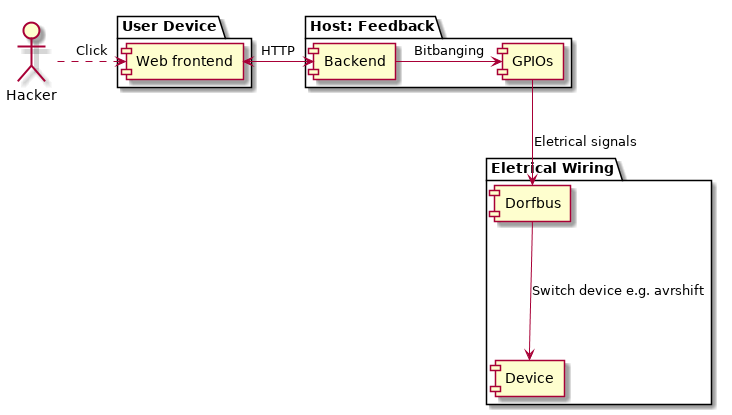 User Device
Host: Feedback
Click
Web frontend
HTTP
Backend
Bitbanging
GPIOs
Hacker
Eletrical signals
Eletrical Wiring
Dorfbus
Switch device e.g. avrshift
Device